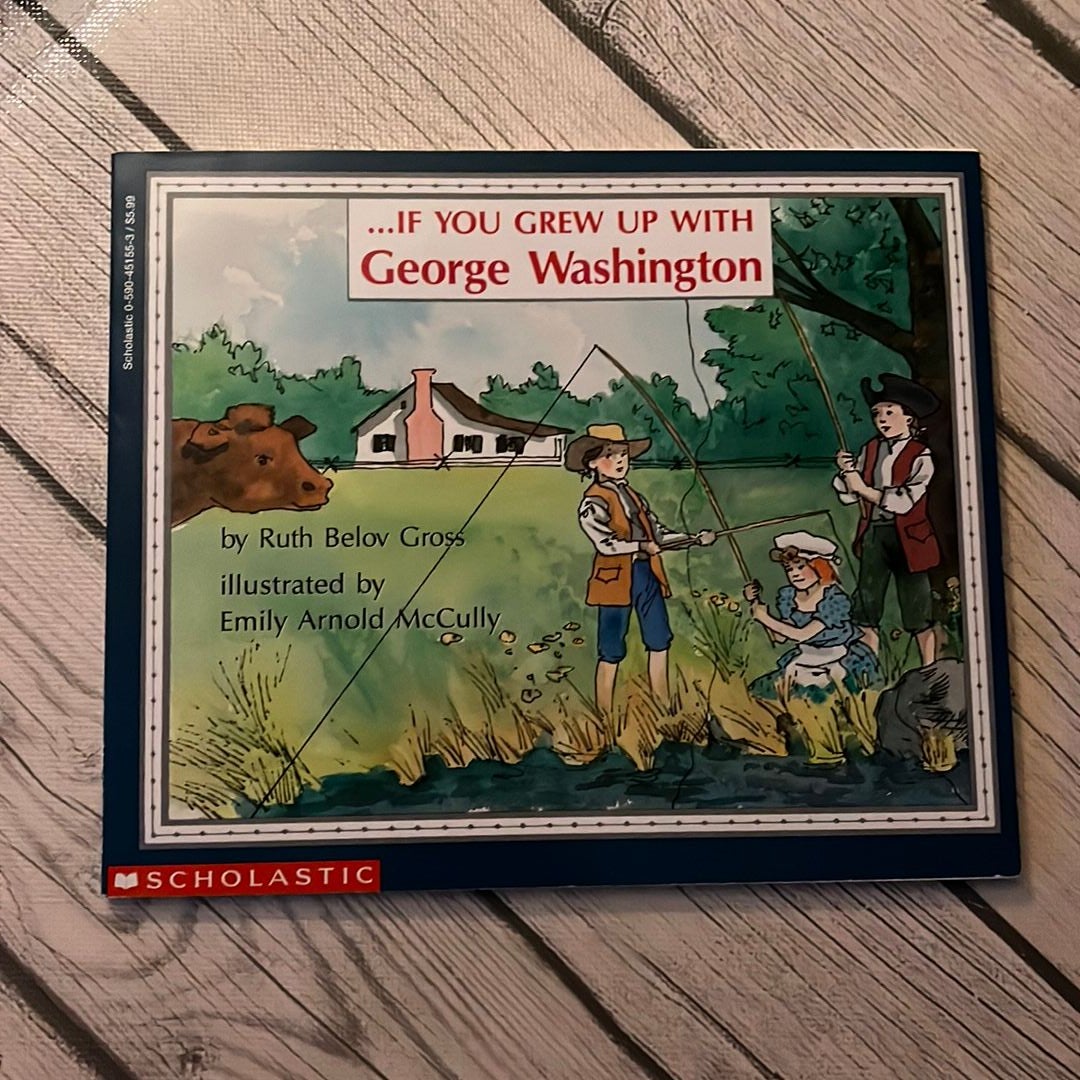 ...IF YOU GREW UP WITH
George Washington
Scholastic 0-590-45155-3 / $5.99
by Ruth Belov Gross
illustrated by
Emily Arnold McCully
SCHOLASTIC